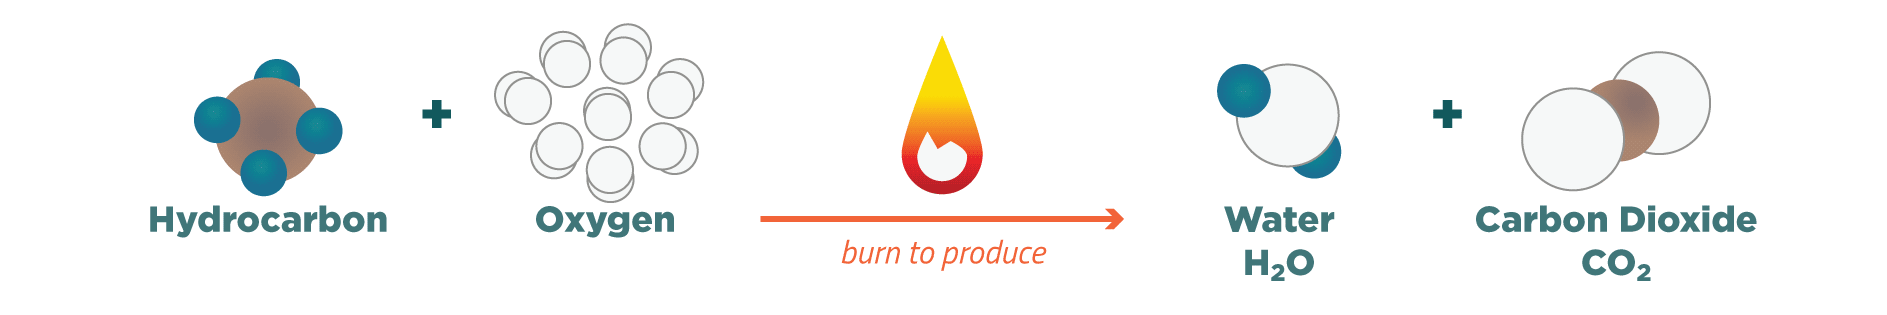 Hydrocarbon
+
Oxygen
burn to produce
Water
H₂O
+
Carbon Dioxide
CO₂